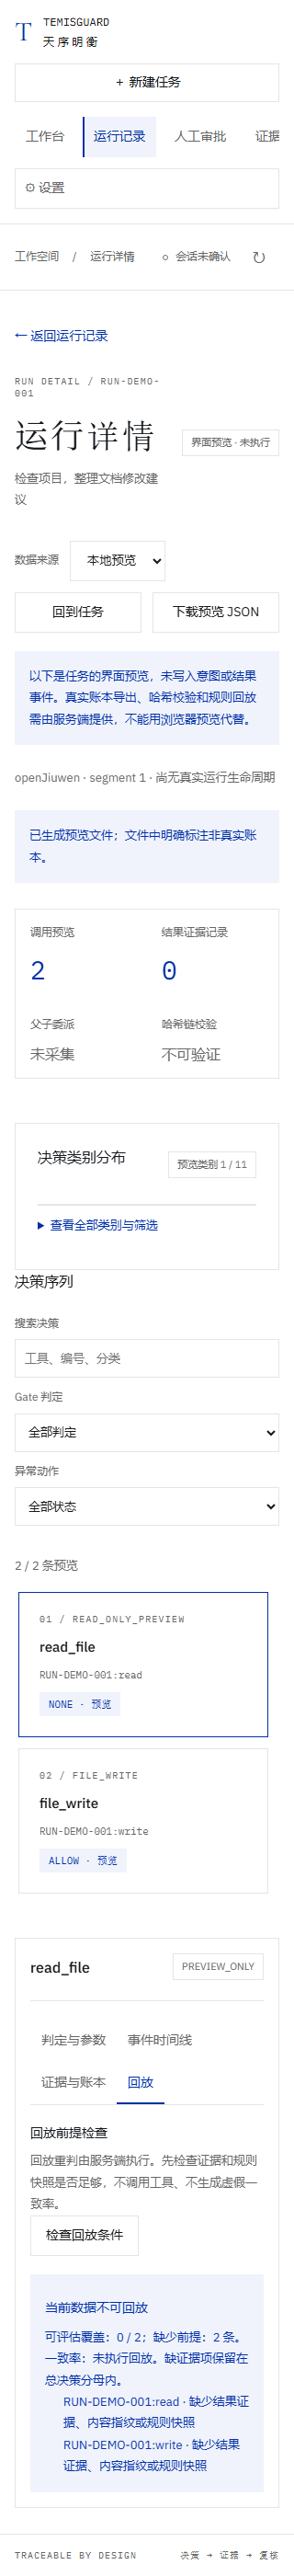 T TEMISGUARD
天序明衡
+ 新建任务
工作台 运行记录 人工审批 证据
⚙ 设置
工作空间 / 运行详情 ○ 会话未确认 ↻
← 返回运行记录
RUN DETAIL / RUN-DEMO-
001
运行详情
界面预览 · 未执行
检查项目，整理文档修改建
议
数据来源 本地预览
回到任务 下载预览 JSON
以下是任务的界面预览，未写入意图或结果
事件。真实账本导出、哈希校验和规则回放
需由服务端提供，不能用浏览器预览代替。
openJiuwen · segment 1 · 尚无真实运行生命周期
已生成预览文件；文件中明确标注非真实账
本。
调用预览 结果证据记录
2 0
父子委派 哈希链校验
未采集 不可验证
决策类别分布 预览类别 1 / 11
▶ 查看全部类别与筛选
决策序列
搜索决策
工具、编号、分类
Gate 判定
全部判定
异常动作
全部状态
2 / 2 条预览
01 / READ_ONLY_PREVIEW
read_file
RUN-DEMO-001:read
NONE · 预览
02 / FILE_WRITE
file_write
RUN-DEMO-001:write
ALLOW · 预览
read_file PREVIEW_ONLY
判定与参数 事件时间线
证据与账本 回放
回放前提检查
回放重判由服务端执行。先检查证据和规则
快照是否足够，不调用工具、不生成虚假一
致率。
检查回放条件
当前数据不可回放
可评估覆盖：0 / 2；缺少前提：2 条。
一致率：未执行回放。缺证据项保留在
总决策分母内。
RUN-DEMO-001:read · 缺少结果证
据、内容指纹或规则快照
RUN-DEMO-001:write · 缺少结果
证据、内容指纹或规则快照
TRACEABLE BY DESIGN 决策 → 证据 → 复核